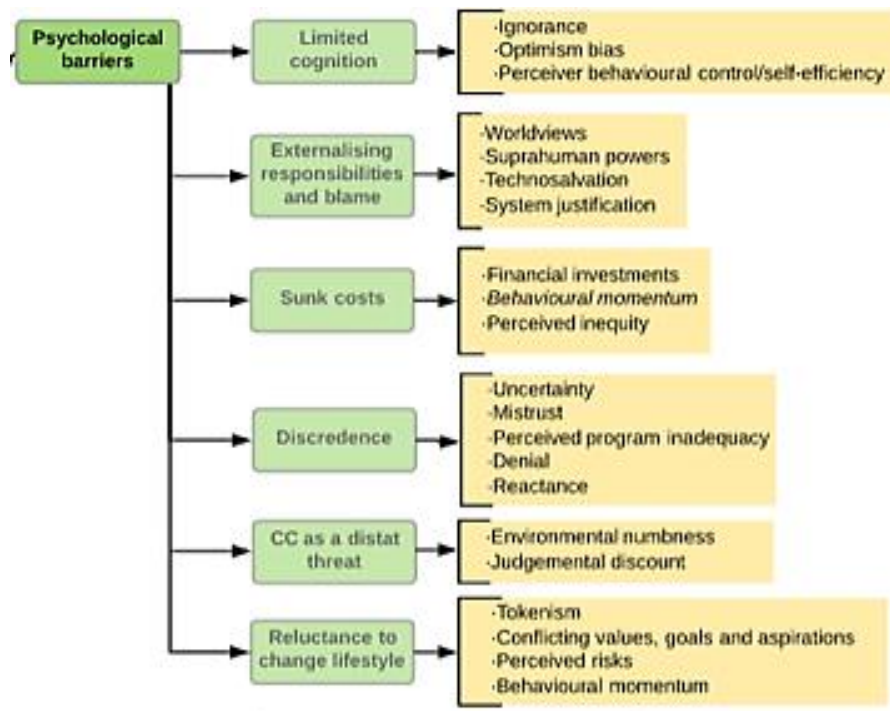 Psychological
barriers
Limited
cognition
·Ignorance
·Optimism bias
·Perceiver behavioural control/self-efficiency
Externalising
responsibilities
and blame
·Worldviews
·Suprahuman powers
·Technosalvation
·System justification
Sunk costs
·Financial investments
·Behavioural momentum
·Perceived inequity
Discredence
·Uncertainty
·Mistrust
·Perceived program inadequacy
·Denial
·Reactance
CC as a distat
threat
·Environmental numbness
·Judgemental discount
Reluctance to
change lifestyle
·Tokenism
·Conflicting values, goals and aspirations
·Perceived risks
·Behavioural momentum